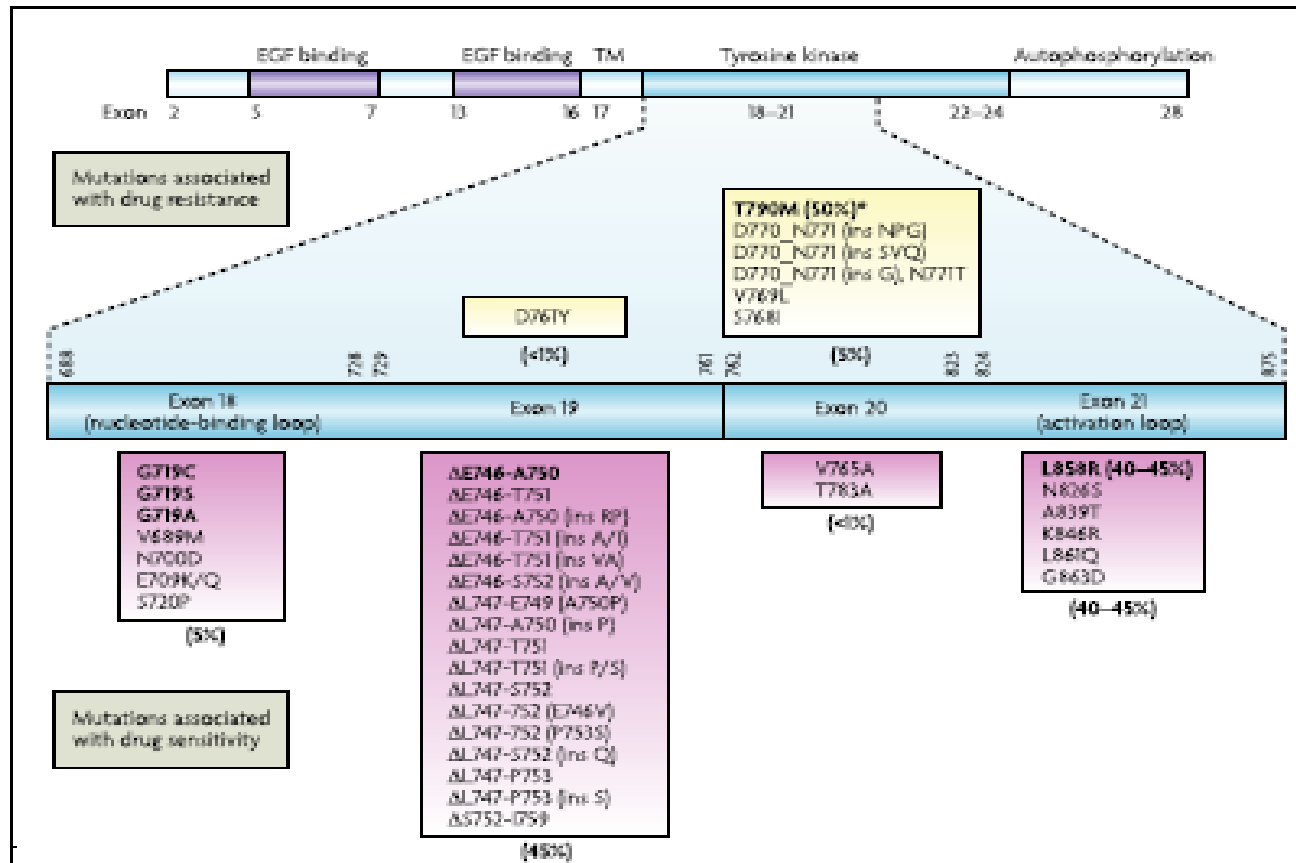 EGF binding EGF binding TM Tyrosine kinase Autophosphorylation
Exon 2 5 7 13 16 17 18–21 22–24 28
Mutations associated
with drug resistance
T790M (50%)*
D770_N771 (ins NPG)
D770_N771 (ins SVQ)
D770_N771 (ins G), N771T
V769L
S768I
(5%)
D761Y
(<1%)
688 728 729 761 762 823 824 875
Exon 18
(nucleotide-binding loop)
Exon 19
Exon 20
Exon 21
(activation loop)
G719C
G719S
G719A
V689M
N700D
E709K/Q
S720P
(5%)
ΔE746-A750
ΔE746-T751
ΔE746-A750 (ins RP)
ΔE746-T751 (ins A/I)
ΔE746-T751 (ins VA)
ΔE746-S752 (ins A/V)
ΔL747-E749 (A750P)
ΔL747-A750 (ins P)
ΔL747-T751
ΔL747-T751 (ins P/S)
ΔL747-S752
ΔL747-752 (E746V)
ΔL747-752 (P753S)
ΔL747-S752 (ins Q)
ΔL747-P753
ΔL747-P753 (ins S)
ΔS752-I759
(45%)
V765A
T783A
(<1%)
L858R (40–45%)
N826S
A839T
K846R
L861Q
G863D
(40–45%)
Mutations associated
with drug sensitivity